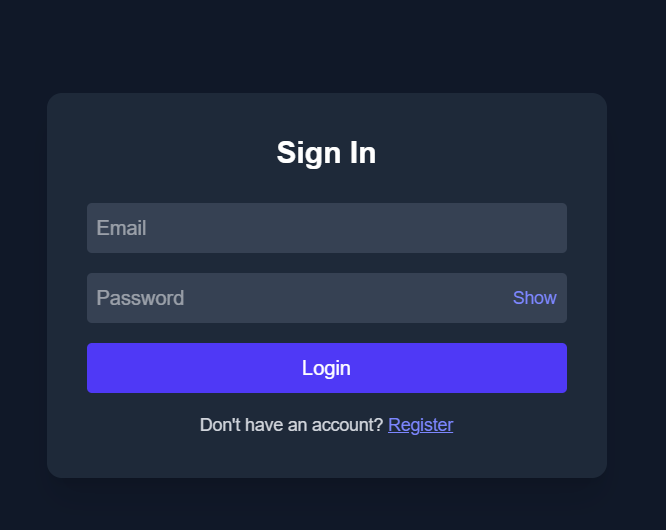 Sign In
Email
Password Show
Login
Don't have an account? Register